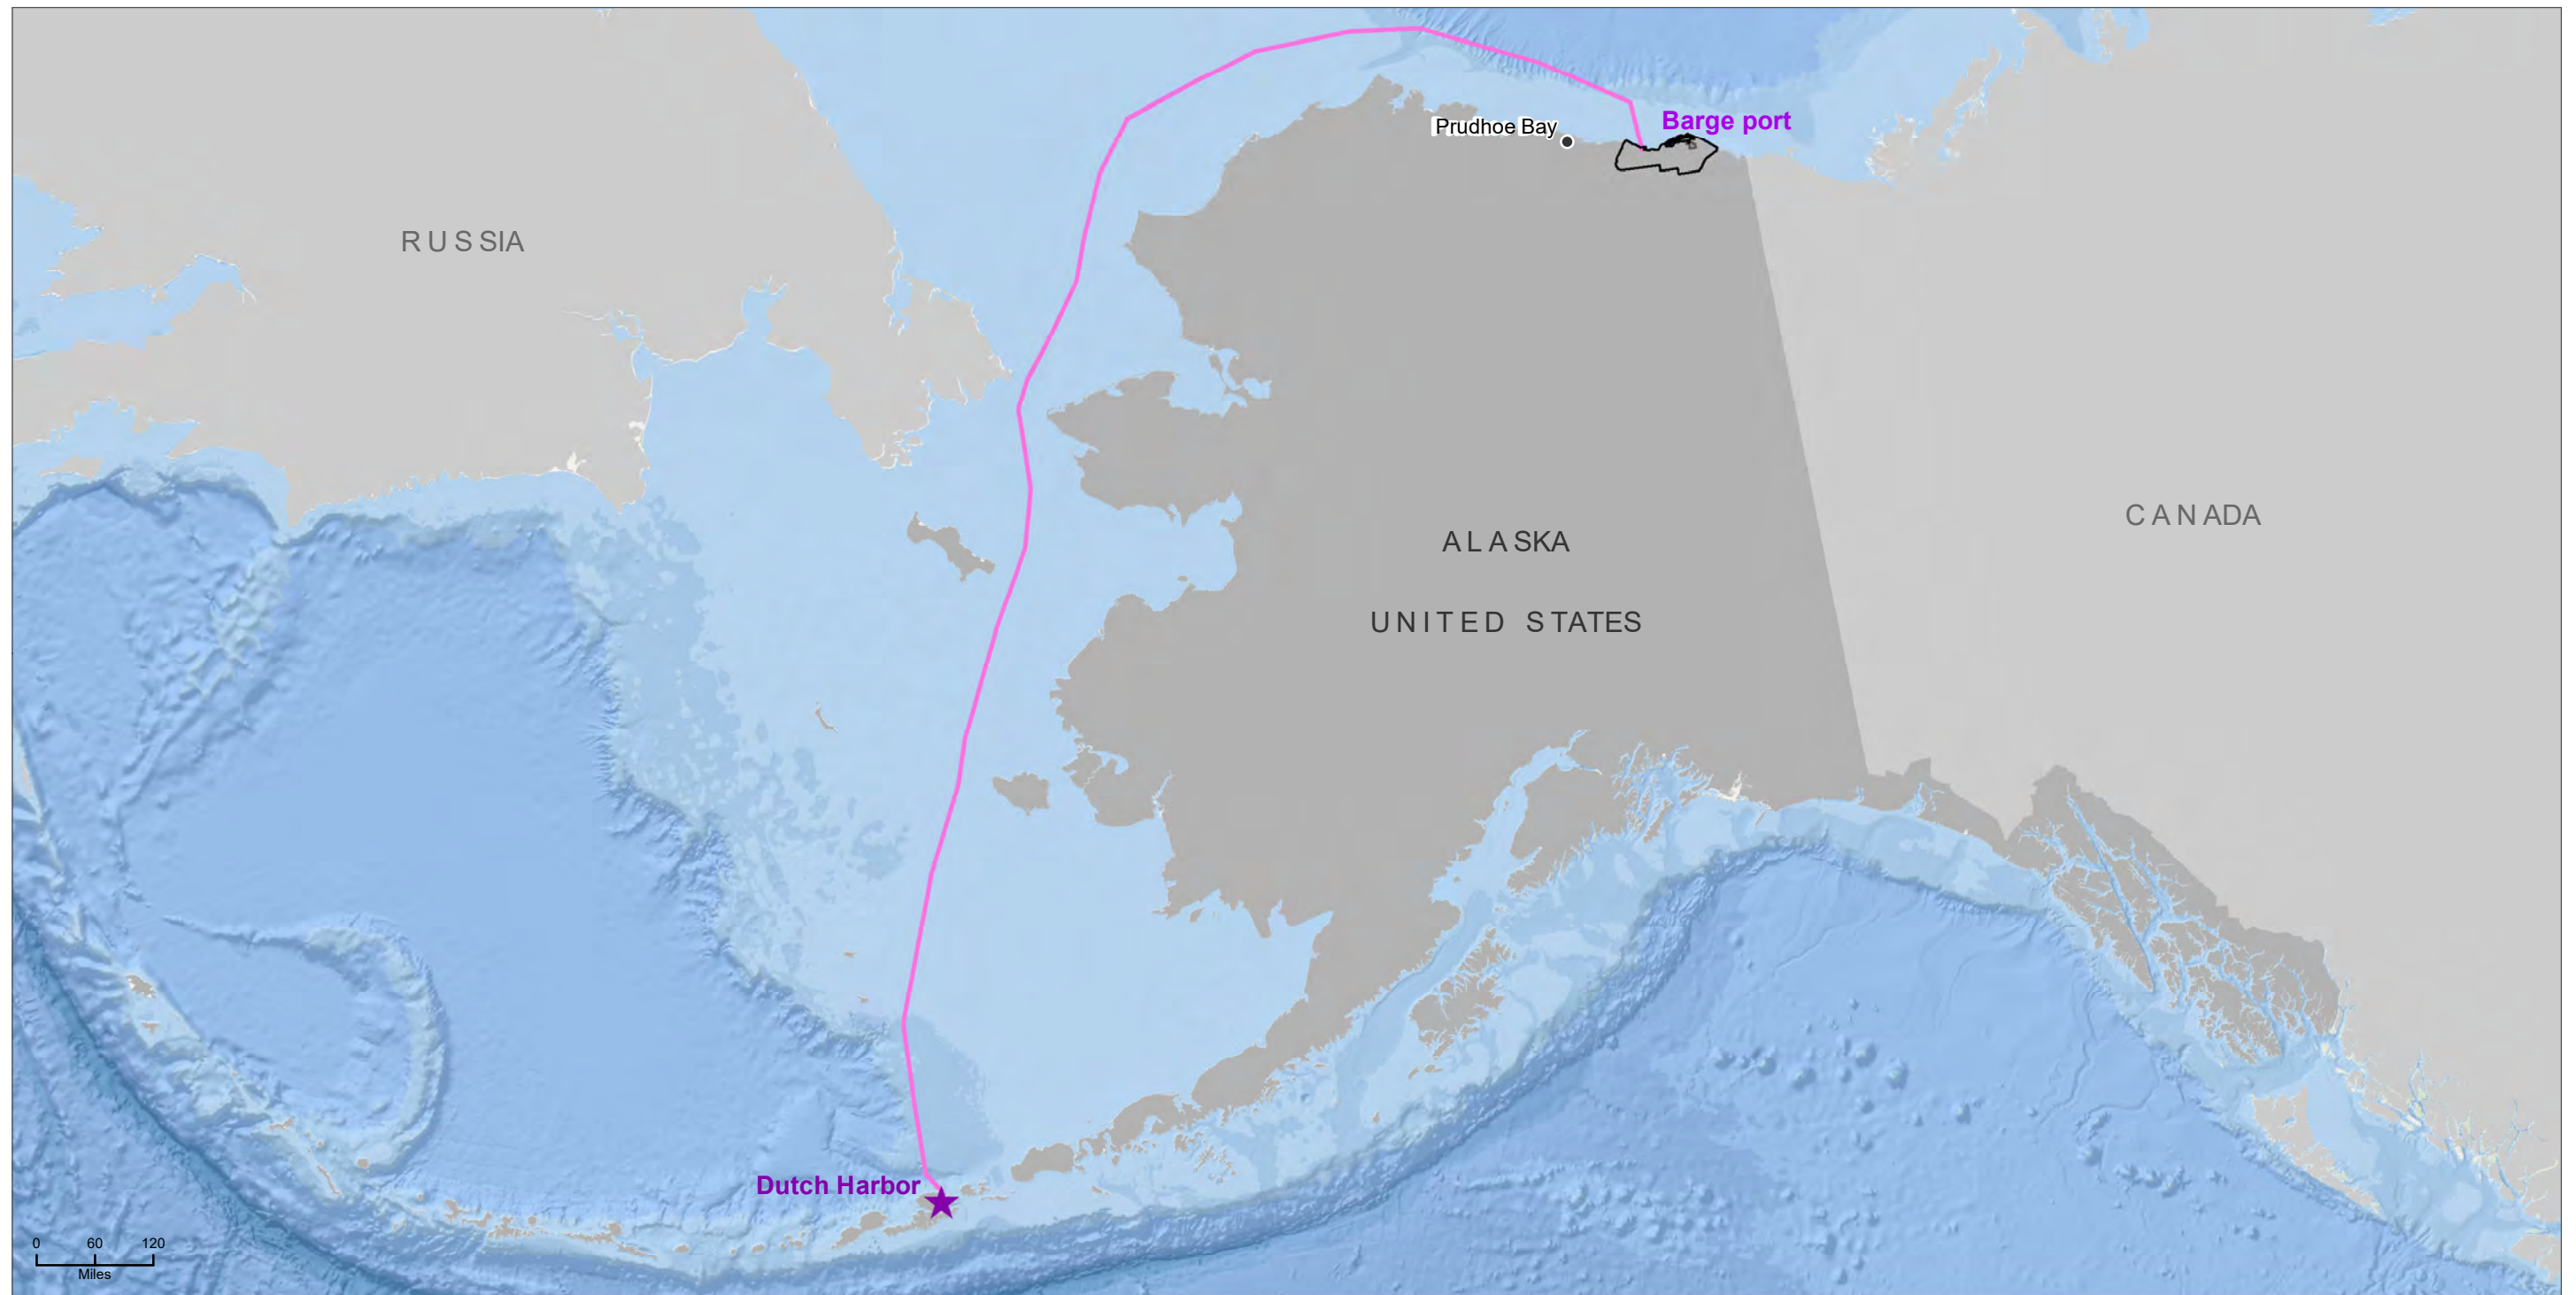 Barge port
Prudhoe Bay
RUSSIA
CANADA
ALASKA
UNITED STATES
Dutch Harbor
0 60 120
Miles